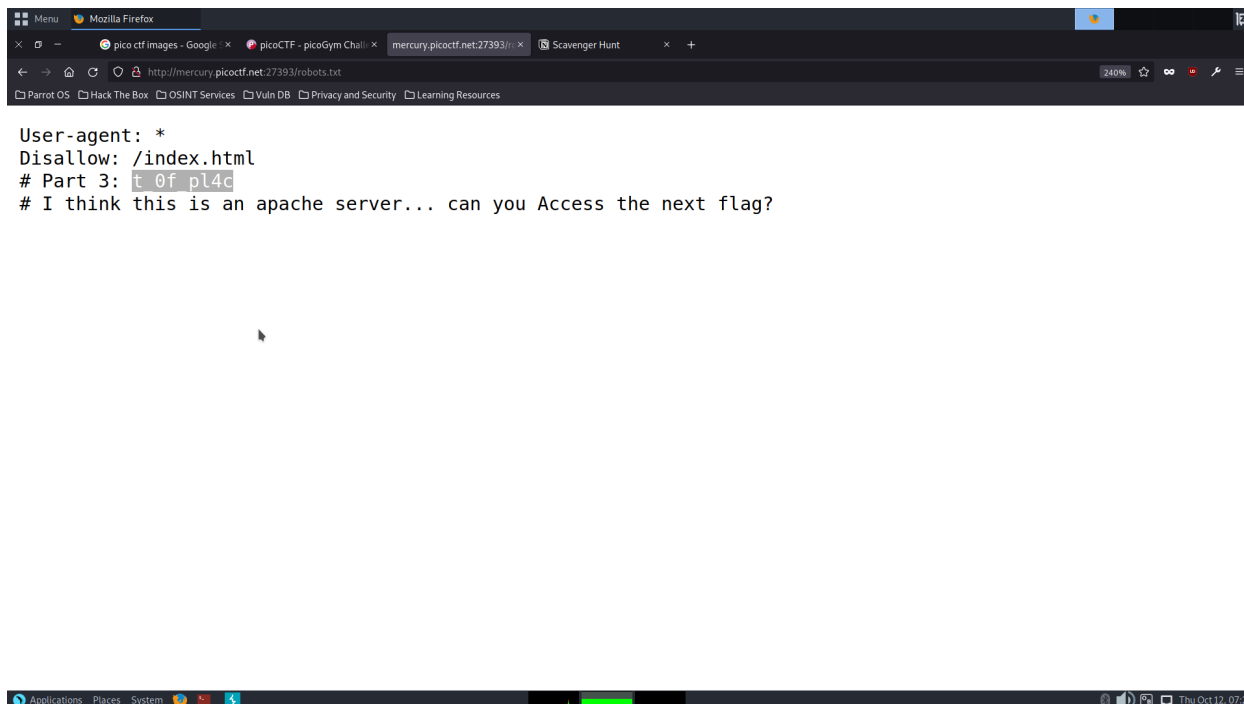 Menu Mozilla Firefox
pico ctf images - Google S picoCTF - picoGym Chall mercury.picoctf.net:27393/ro Scavenger Hunt
http://mercury.picoctf.net:27393/robots.txt 240%
Parrot OS Hack The Box OSINT Services Vuln DB Privacy and Security Learning Resources
User-agent: *
Disallow: /index.html
# Part 3: t_0f_pl4c
# I think this is an apache server... can you Access the next flag?
Applications Places System Thu Oct 12, 07: